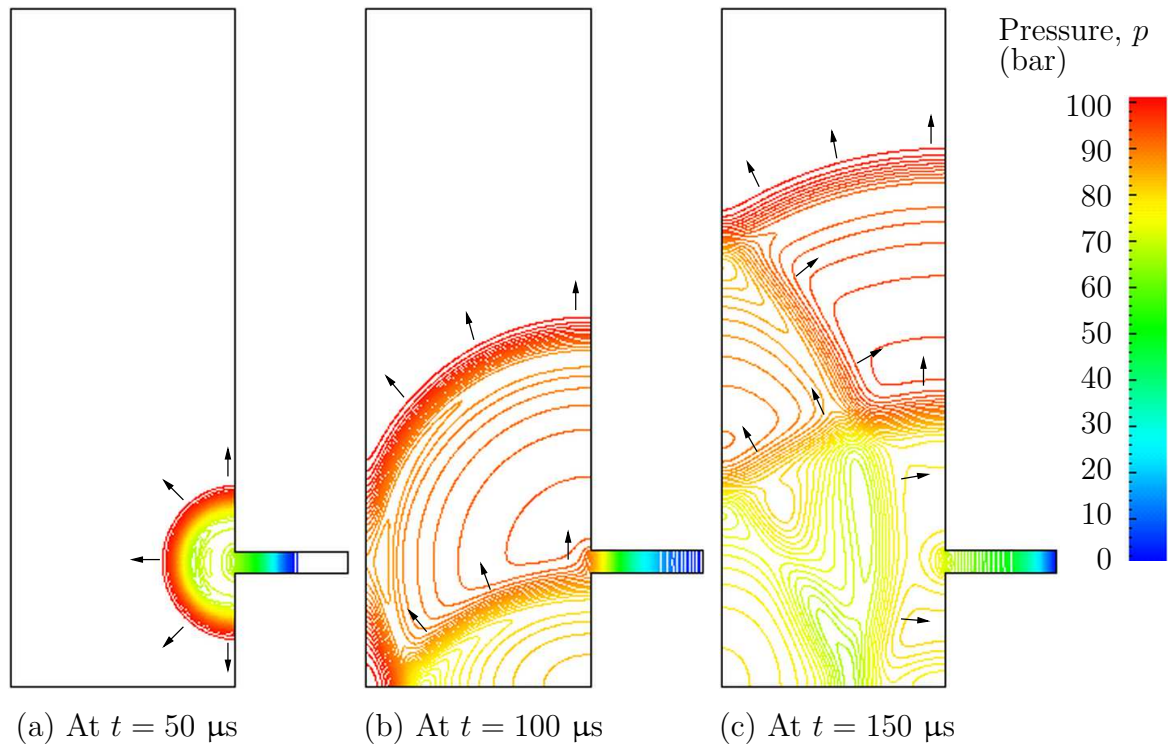 Pressure, p
(bar)
100
90
80
70
60
50
40
30
20
10
0
(a) At t = 50 µs
(b) At t = 100 µs
(c) At t = 150 µs